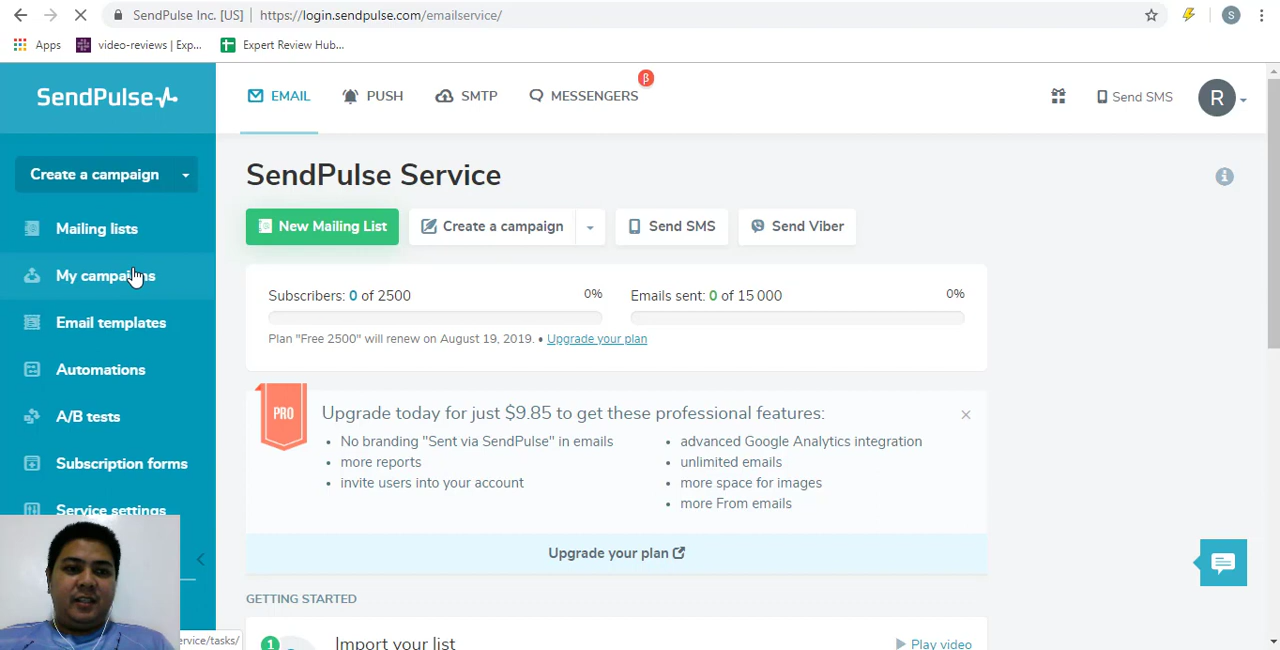 SendPulse Inc. [US] https://login.sendpulse.com/emailservice/
S
Apps video-reviews | Exp... Expert Review Hub...
SendPulse
EMAIL PUSH SMTP MESSENGERS β
Send SMS R
Create a campaign
Mailing lists
My campaigns
Email templates
Automations
A/B tests
Subscription forms
Service settings
SendPulse Service
New Mailing List Create a campaign Send SMS Send Viber
Subscribers: 0 of 2500 0% Emails sent: 0 of 15 000 0%
Plan "Free 2500" will renew on August 19, 2019. • Upgrade your plan
PRO
Upgrade today for just $9.85 to get these professional features:
• No branding "Sent via SendPulse" in emails
• more reports
• invite users into your account
• advanced Google Analytics integration
• unlimited emails
• more space for images
• more From emails
Upgrade your plan
GETTING STARTED
1 Import your list Play video
ervice/tasks/